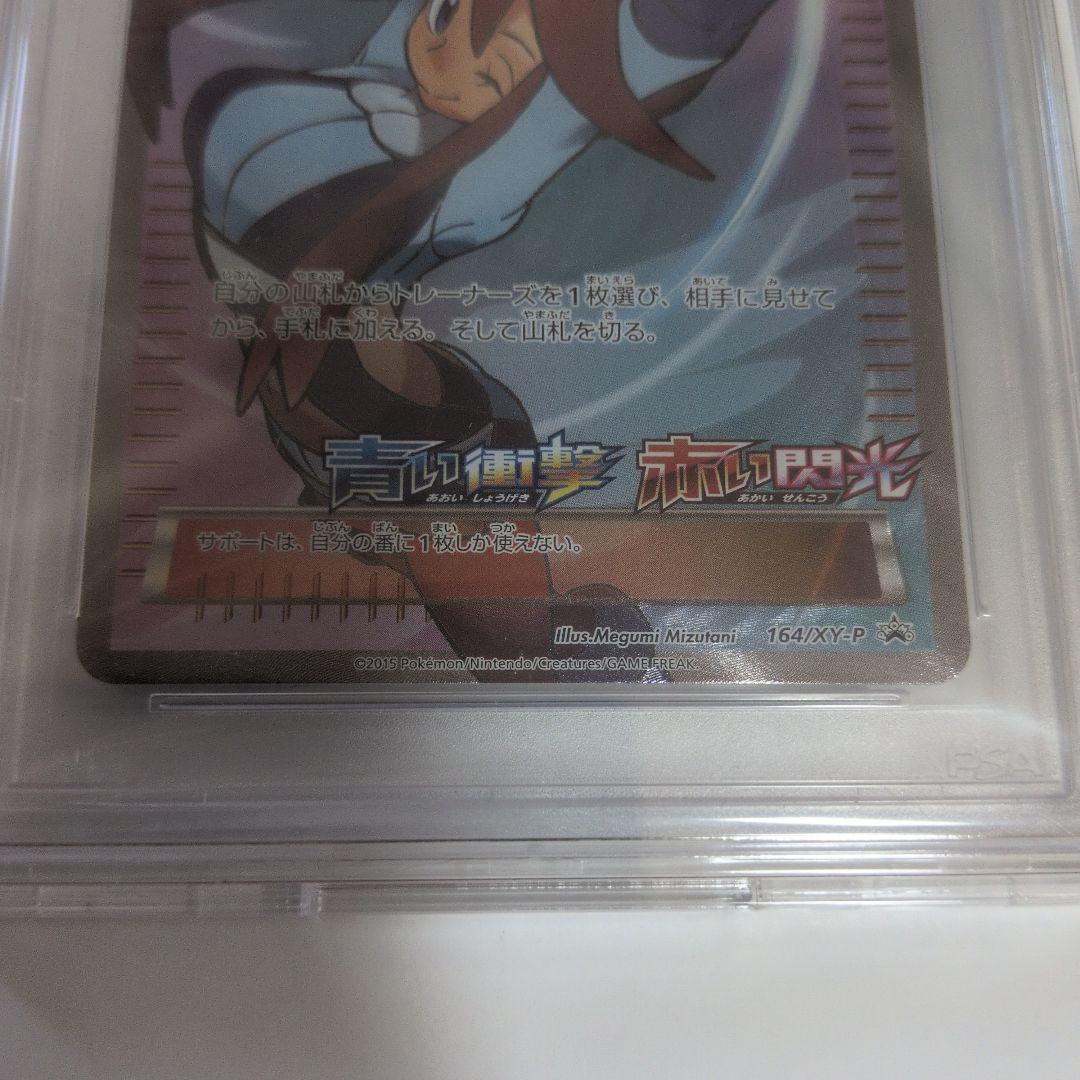 自分の山札からトレーナーズを1枚選び、相手に見せて
から、手札に加える。そして山札を切る。
青い衝撃 赤い閃光
あおい しょうげき あかい せんこう
サポートは、自分の番に1枚しか使えない。
Illus.Megumi Mizutani 164/XY-P
©2015 Pokémon/Nintendo/Creatures/GAME FREAK.
PSA